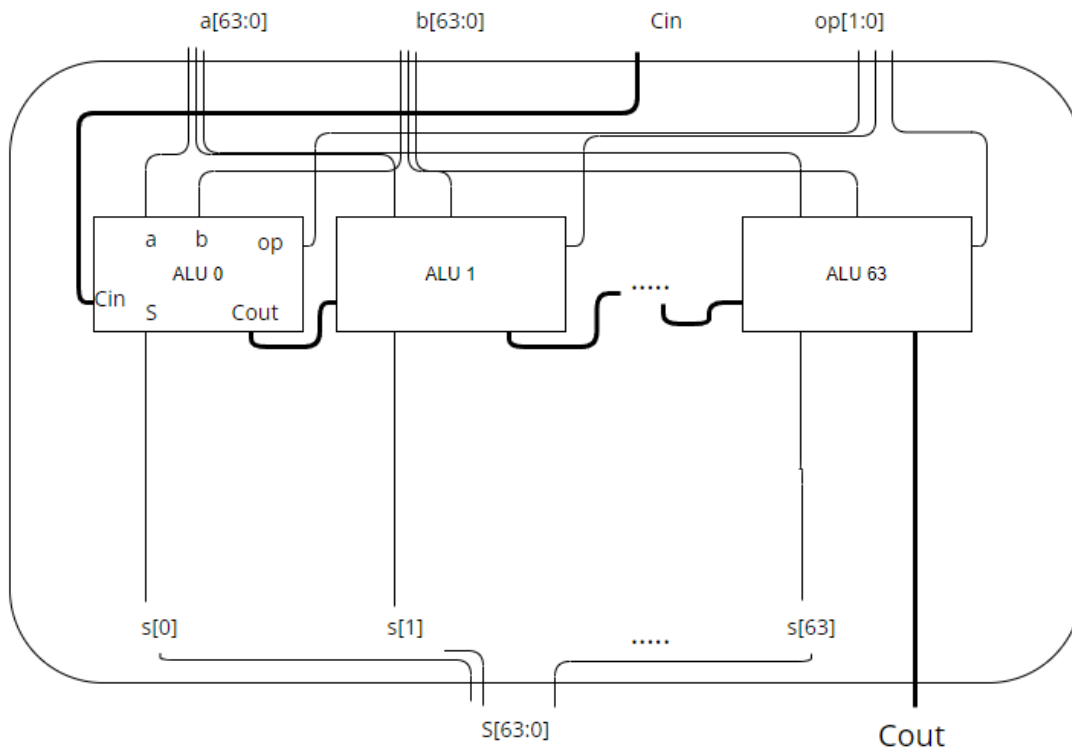 a[63:0] b[63:0] Cin op[1:0]
a b op
ALU 0 ALU 1 ALU 63
Cin S Cout .....
s[0] s[1] ..... s[63]
S[63:0] Cout